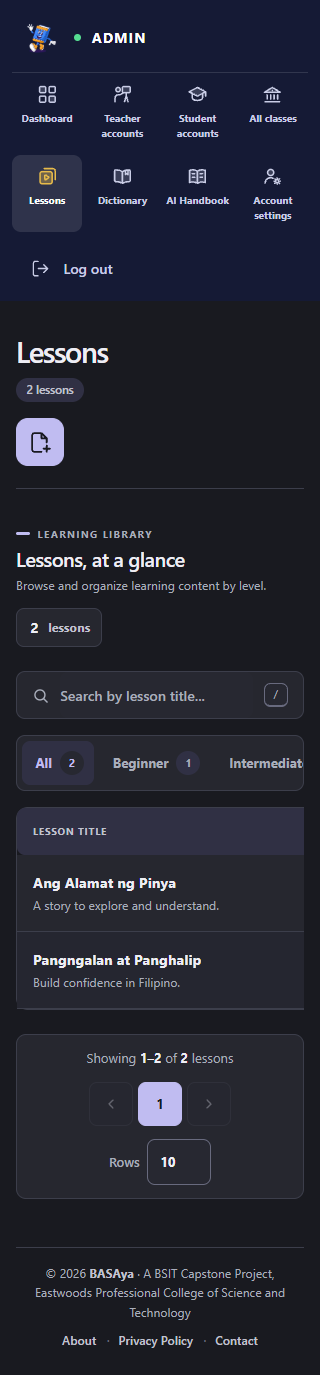 ADMIN
Dashboard
Teacher
accounts
Student
accounts
All classes
Lessons
Dictionary
AI Handbook
Account
settings
Log out
Lessons
2 lessons
LEARNING LIBRARY
Lessons, at a glance
Browse and organize learning content by level.
2 lessons
Search by lesson title... /
All 2 Beginner 1 Intermediat
LESSON TITLE
Ang Alamat ng Pinya
A story to explore and understand.
Pangngalan at Panghalip
Build confidence in Filipino.
Showing 1–2 of 2 lessons
1
Rows 10
© 2026 BASAya · A BSIT Capstone Project,
Eastwoods Professional College of Science and
Technology
About · Privacy Policy · Contact